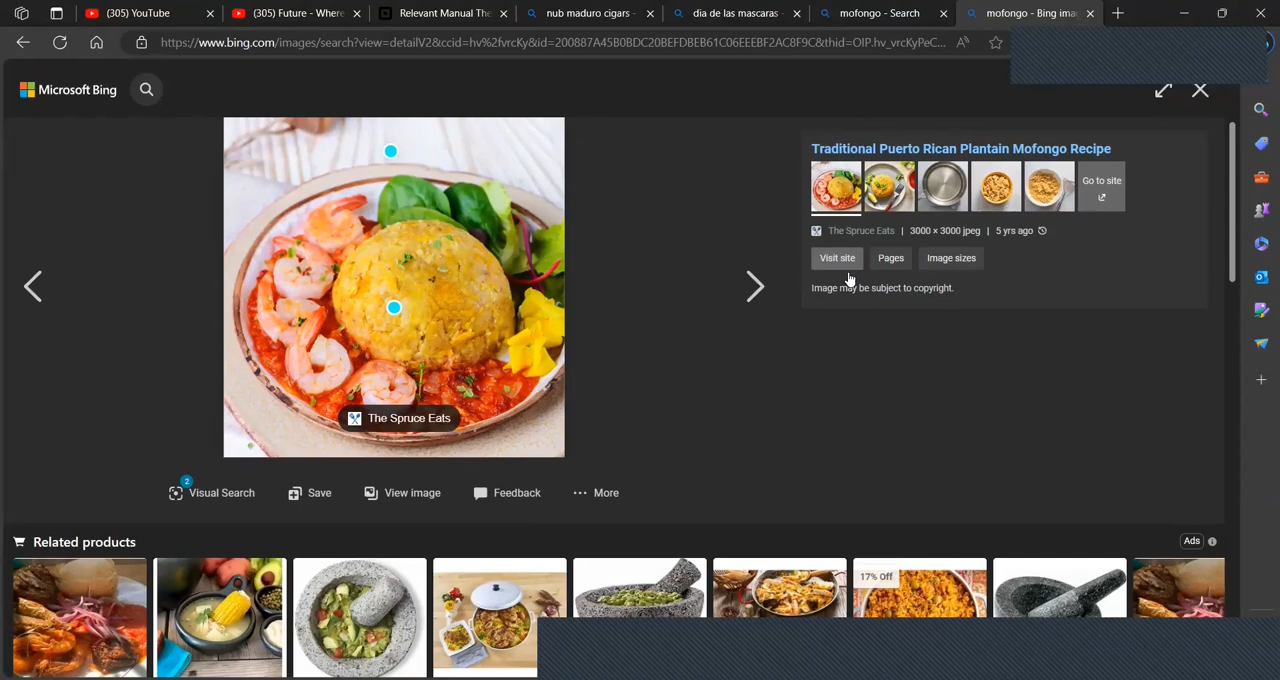 (305) YouTube
(305) Future - Where
Relevant Manual The
nub maduro cigars -
dia de las mascaras -
mofongo - Search
mofongo - Bing ima
https://www.bing.com/images/search?view=detailV2&ccid=hv%2fvrcKy&id=200887A45B0BDC20BEFDBEB61C06EEEBF2AC8F9C&thid=OIP.hv_vrcKyPeC...
Microsoft Bing
Traditional Puerto Rican Plantain Mofongo Recipe
Go to site
The Spruce Eats | 3000 × 3000 jpeg | 5 yrs ago
Visit site
Pages
Image sizes
Image may be subject to copyright.
The Spruce Eats
2
Visual Search
Save
View image
Feedback
More
Related products
Ads
17% Off